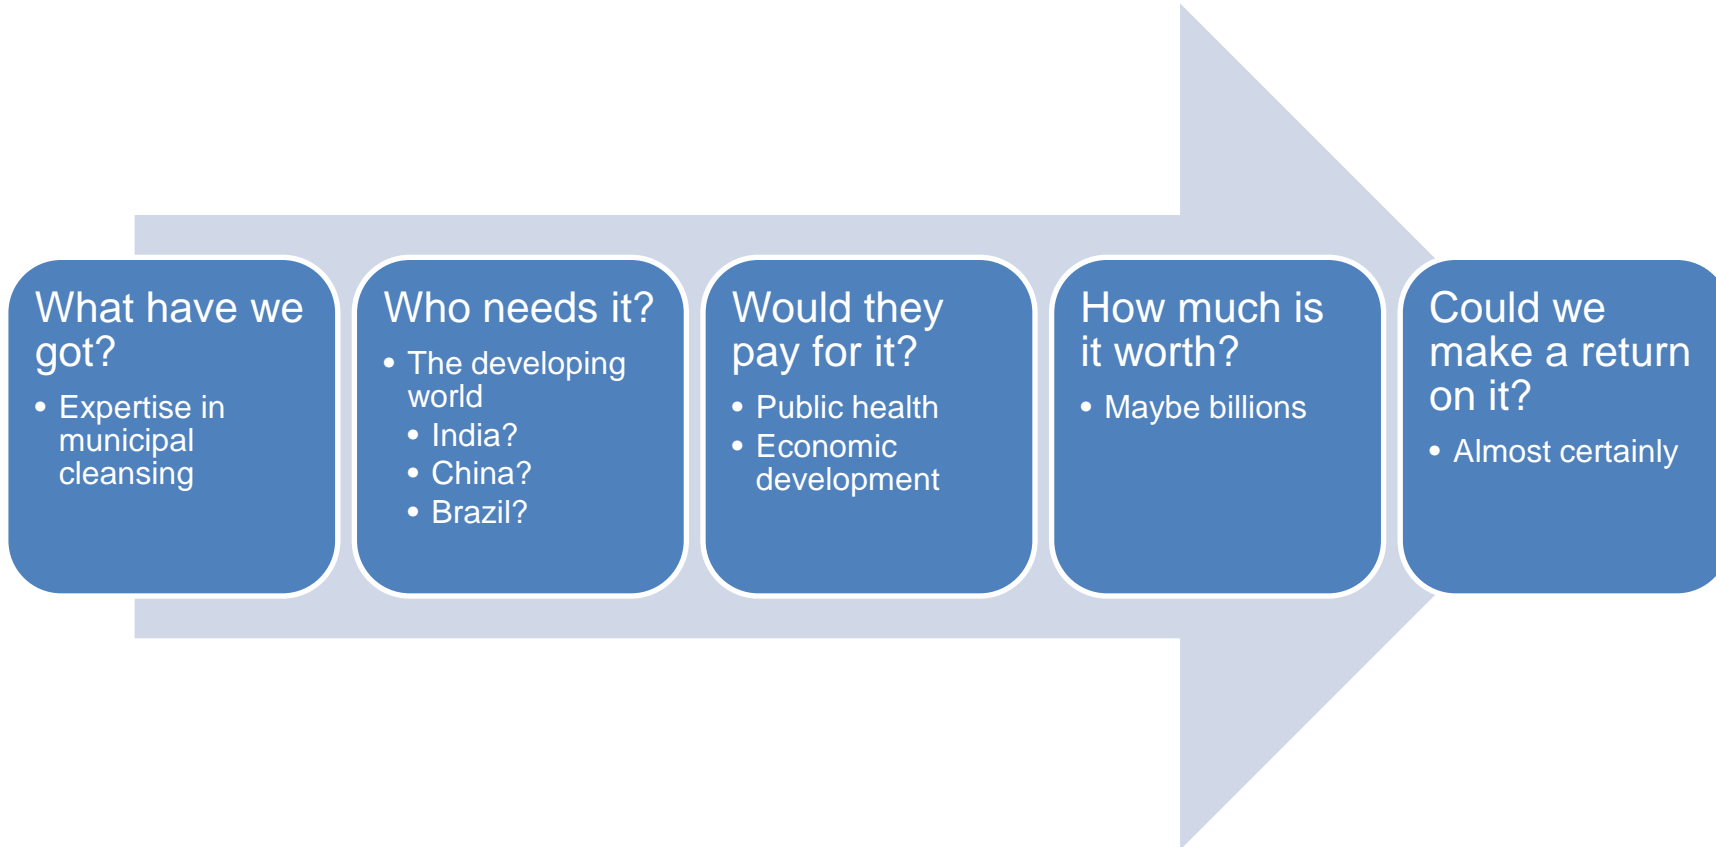 What have we
got?
• Expertise in
municipal
cleansing
Who needs it?
• The developing
world
• India?
• China?
• Brazil?
Would they
pay for it?
• Public health
• Economic
development
How much is
it worth?
• Maybe billions
Could we
make a return
on it?
• Almost certainly